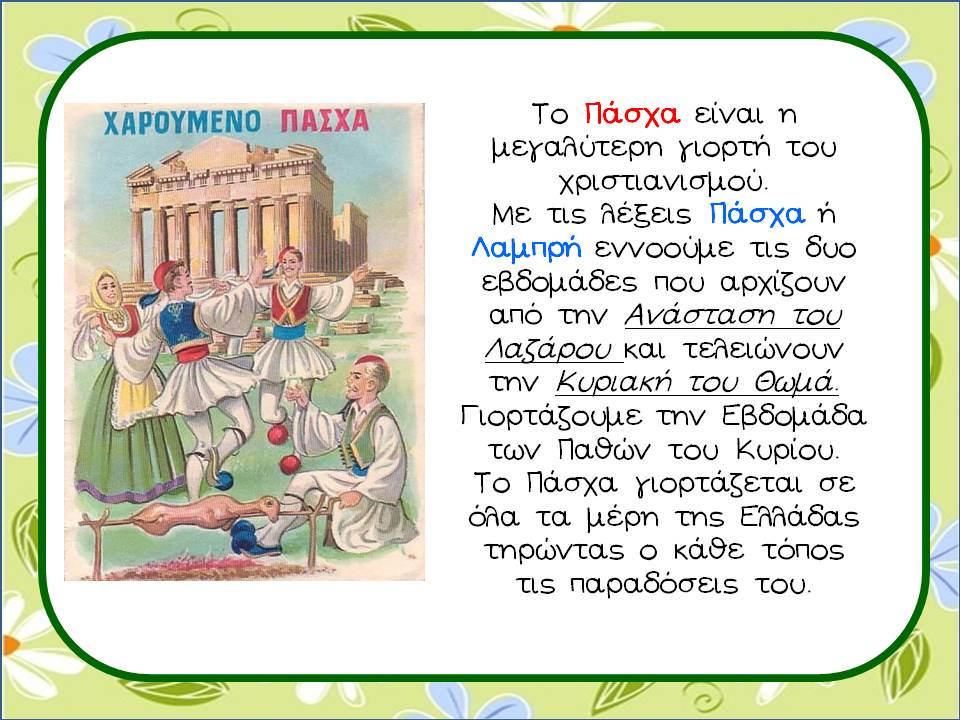 ΧΑΡΟΥΜΕΝΟ ΠΑΣΧΑ
Το Πάσχα είναι η
μεγαλύτερη γιορτή του
χριστιανισμού.
Με τις λέξεις Πάσχα ή
Λαμπρή εννοούμε τις δυο
εβδομάδες που αρχίζουν
από την Ανάσταση του
Λαζάρου και τελειώνουν
την Κυριακή του Θωμά.
Γιορτάζουμε την Εβδομάδα
των Παθών του Κυρίου.
Το Πάσχα γιορτάζεται σε
όλα τα μέρη της Ελλάδας
τηρώντας ο κάθε τόπος
τις παραδόσεις του.